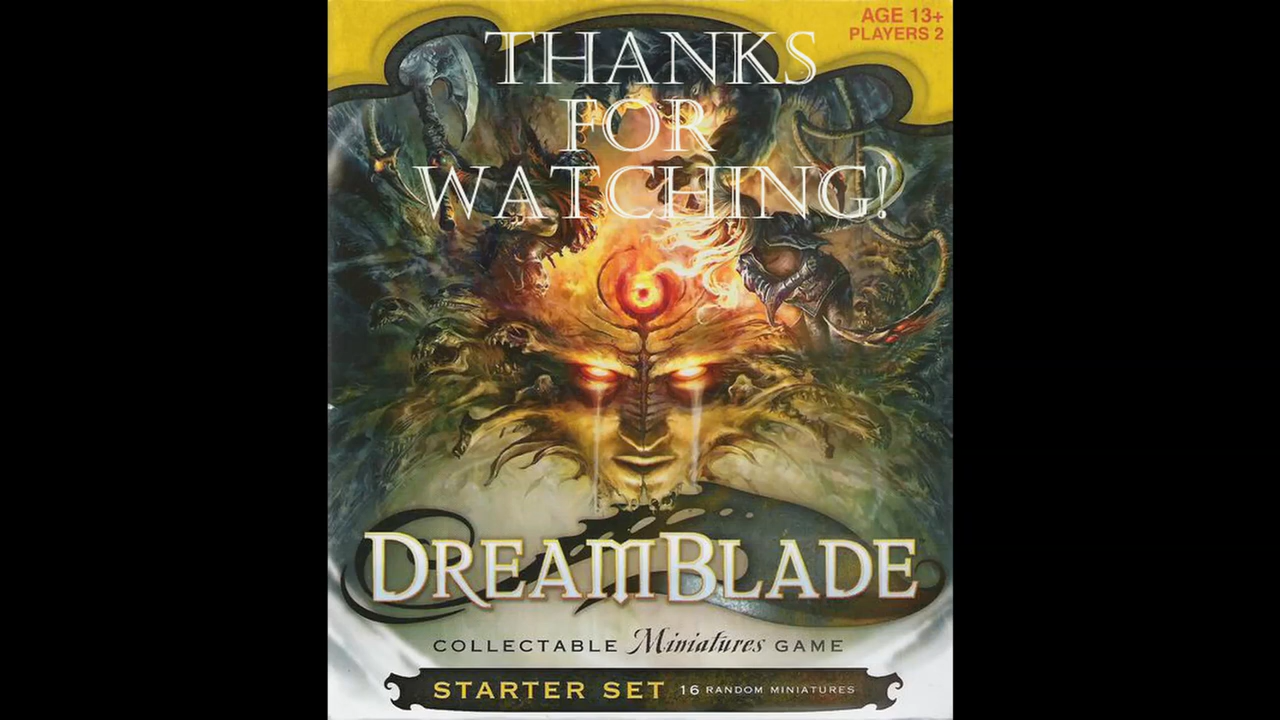 AGE 13+
PLAYERS 2
THANKS
FOR
WATCHING!
DREAMBLADE
COLLECTABLE Miniatures GAME
STARTER SET 16 RANDOM MINIATURES